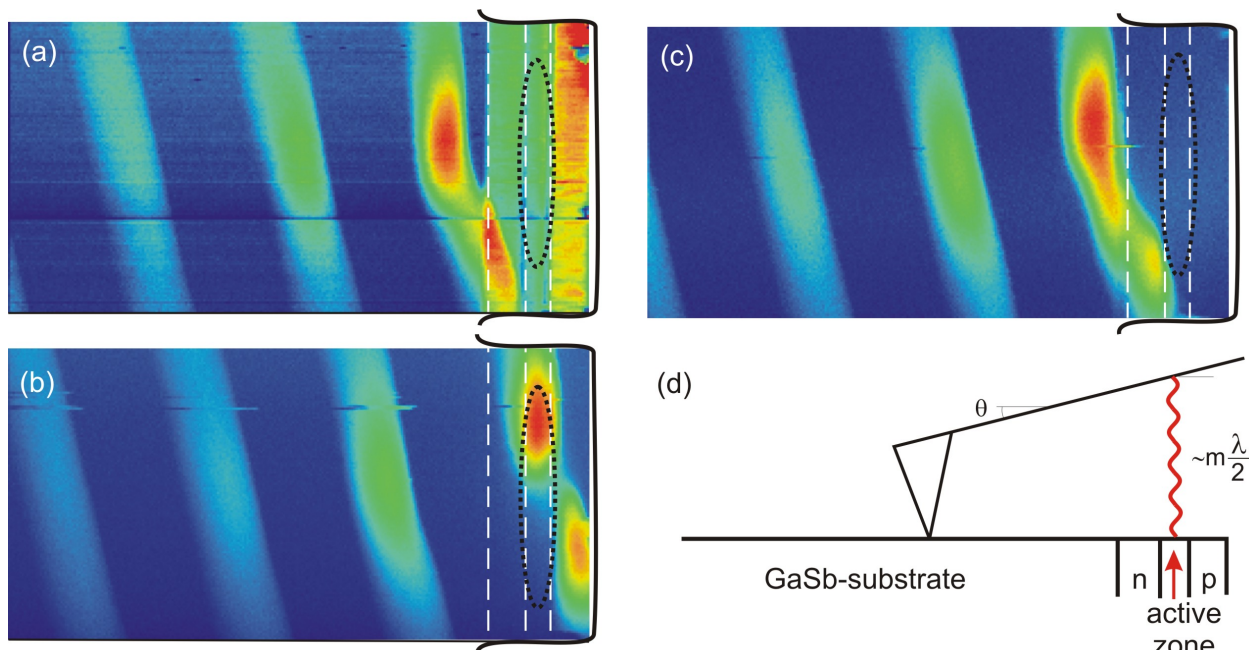 (a)
(c)
(b)
(d)
θ
~m λ/2
GaSb-substrate
n
p
active
zone